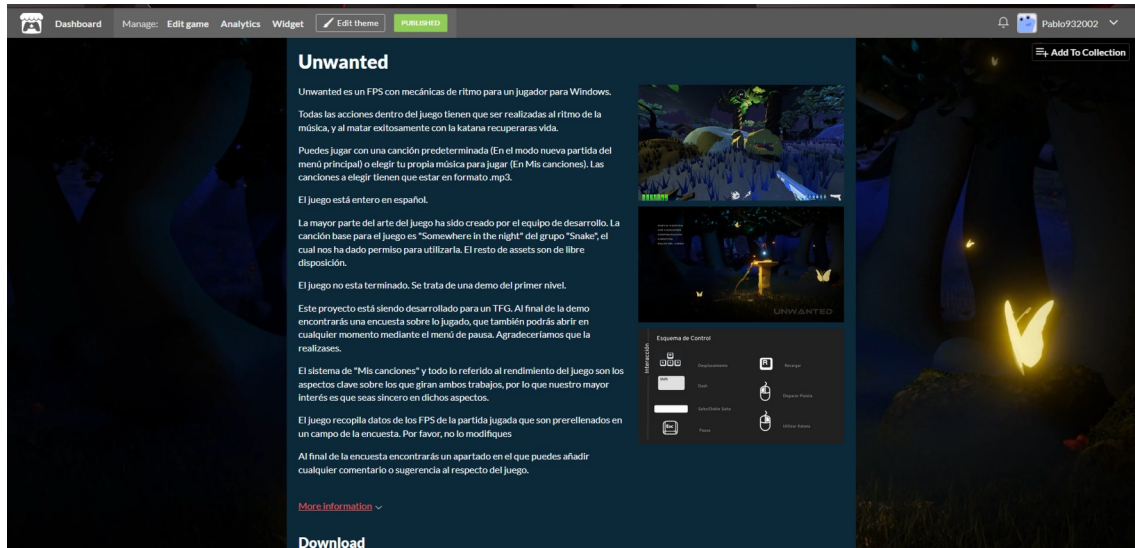 Dashboard Manage: Edit game Analytics Widget Edit theme PUBLISHED Pablo932002
Add To Collection
Unwanted
Unwanted es un FPS con mecánicas de ritmo para un jugador para Windows.
Todas las acciones dentro del juego tienen que ser realizadas al ritmo de la
música, y al matar exitosamente con la katana recuperaras vida.
Puedes jugar con una canción predeterminada (En el modo nueva partida del
menú principal) o elegir tu propia música para jugar (En Mis canciones). Las
canciones a elegir tienen que estar en formato .mp3.
El juego está entero en español.
La mayor parte del arte del juego ha sido creado por el equipo de desarrollo. La
canción base para el juego es "Somewhere in the night" del grupo "Snake", el
cual nos ha dado permiso para utilizarla. El resto de assets son de libre
disposición.
El juego no esta terminado. Se trata de una demo del primer nivel.
Este proyecto está siendo desarrollado para un TFG. Al final de la demo
encontrarás una encuesta sobre lo jugado, que también podrás abrir en
cualquier momento mediante el menú de pausa. Agradeceríamos que la
realizases.
El sistema de "Mis canciones" y todo lo referido al rendimiento del juego son los
aspectos clave sobre los que giran ambos trabajos, por lo que nuestro mayor
interés es que seas sincero en dichos aspectos.
El juego recopila datos de los FPS de la partida jugada que son prerellenados en
un campo de la encuesta. Por favor, no lo modifiques
Al final de la encuesta encontrarás un apartado en el que puedes añadir
cualquier comentario o sugerencia al respecto del juego.
More information
Download
UNWANTED
Esquema de Control
Interacción
Desplazamiento
R
Recargar
Dash
Disparar Pistola
Salto/Doble Salto
Esc
Pausa
Utilizar Katana